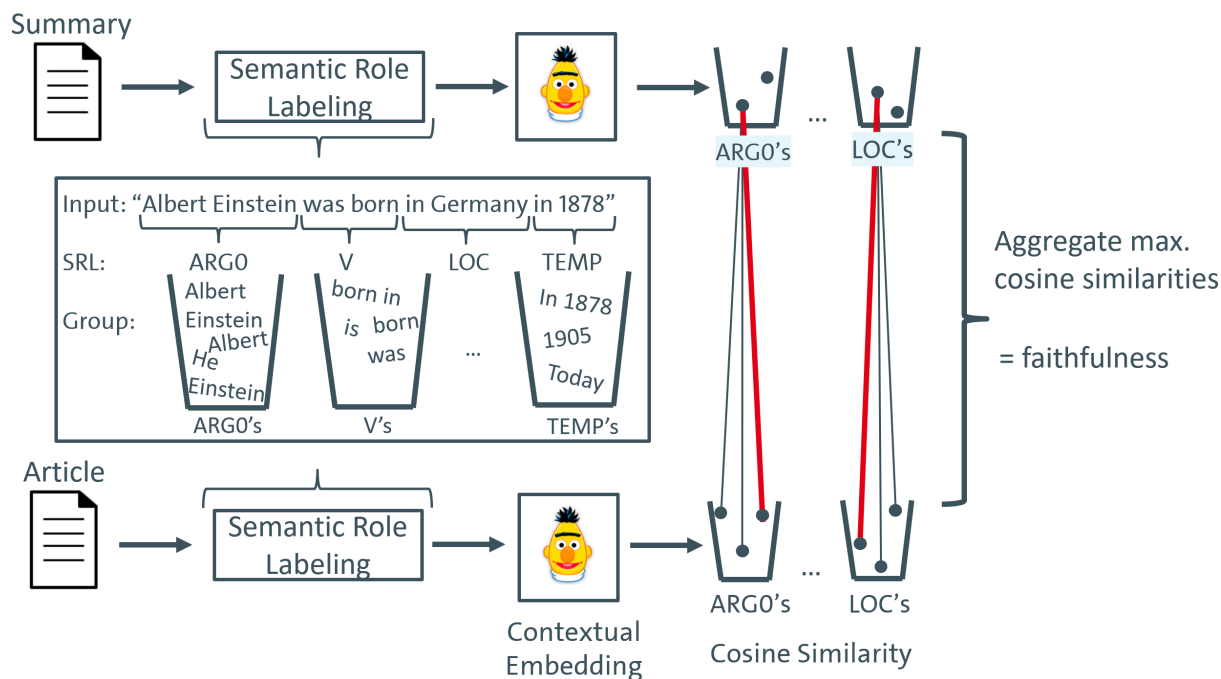 Summary
Semantic Role
Labeling
ARG0's
...
LOC's
Input: “Albert Einstein was born in Germany in 1878”
SRL: ARG0 V LOC TEMP
Group:
Albert
Einstein
Albert
He
Einstein
ARG0's
born in
is born
was
V's
...
In 1878
1905
Today
TEMP's
Aggregate max.
cosine similarities
= faithfulness
Article
Semantic Role
Labeling
Contextual
Embedding
ARG0's
...
LOC's
Cosine Similarity